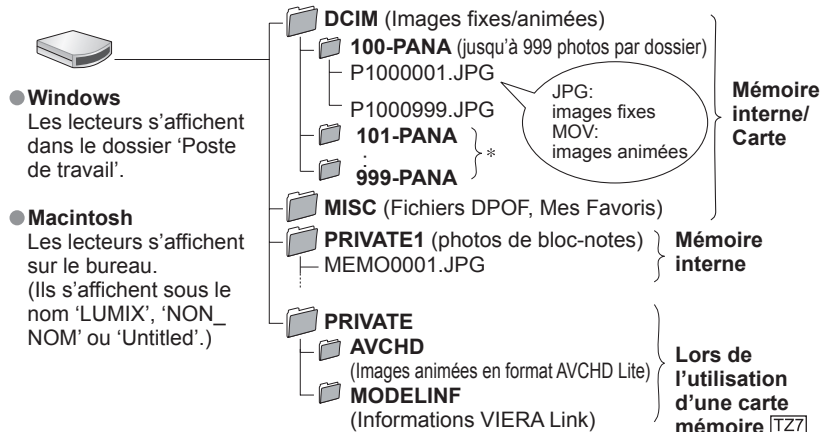 ●Windows
Les lecteurs s'affichent
dans le dossier 'Poste
de travail'.
●Macintosh
Les lecteurs s'affichent
sur le bureau.
(Ils s'affichent sous le
nom 'LUMIX', 'NON_
NOM' ou 'Untitled'.)
DCIM (Images fixes/animées)
100-PANA (jusqu'à 999 photos par dossier)
P1000001.JPG
P1000999.JPG
JPG:
images fixes
MOV:
images animées
101-PANA
:
999-PANA
*
MISC (Fichiers DPOF, Mes Favoris)
Mémoire
interne/
Carte
PRIVATE1 (photos de bloc-notes)
MEMO0001.JPG
Mémoire
interne
PRIVATE
AVCHD
(Images animées en format AVCHD Lite)
MODELINF
(Informations VIERA Link)
Lors de
l'utilisation
d'une carte
mémoire TZ7